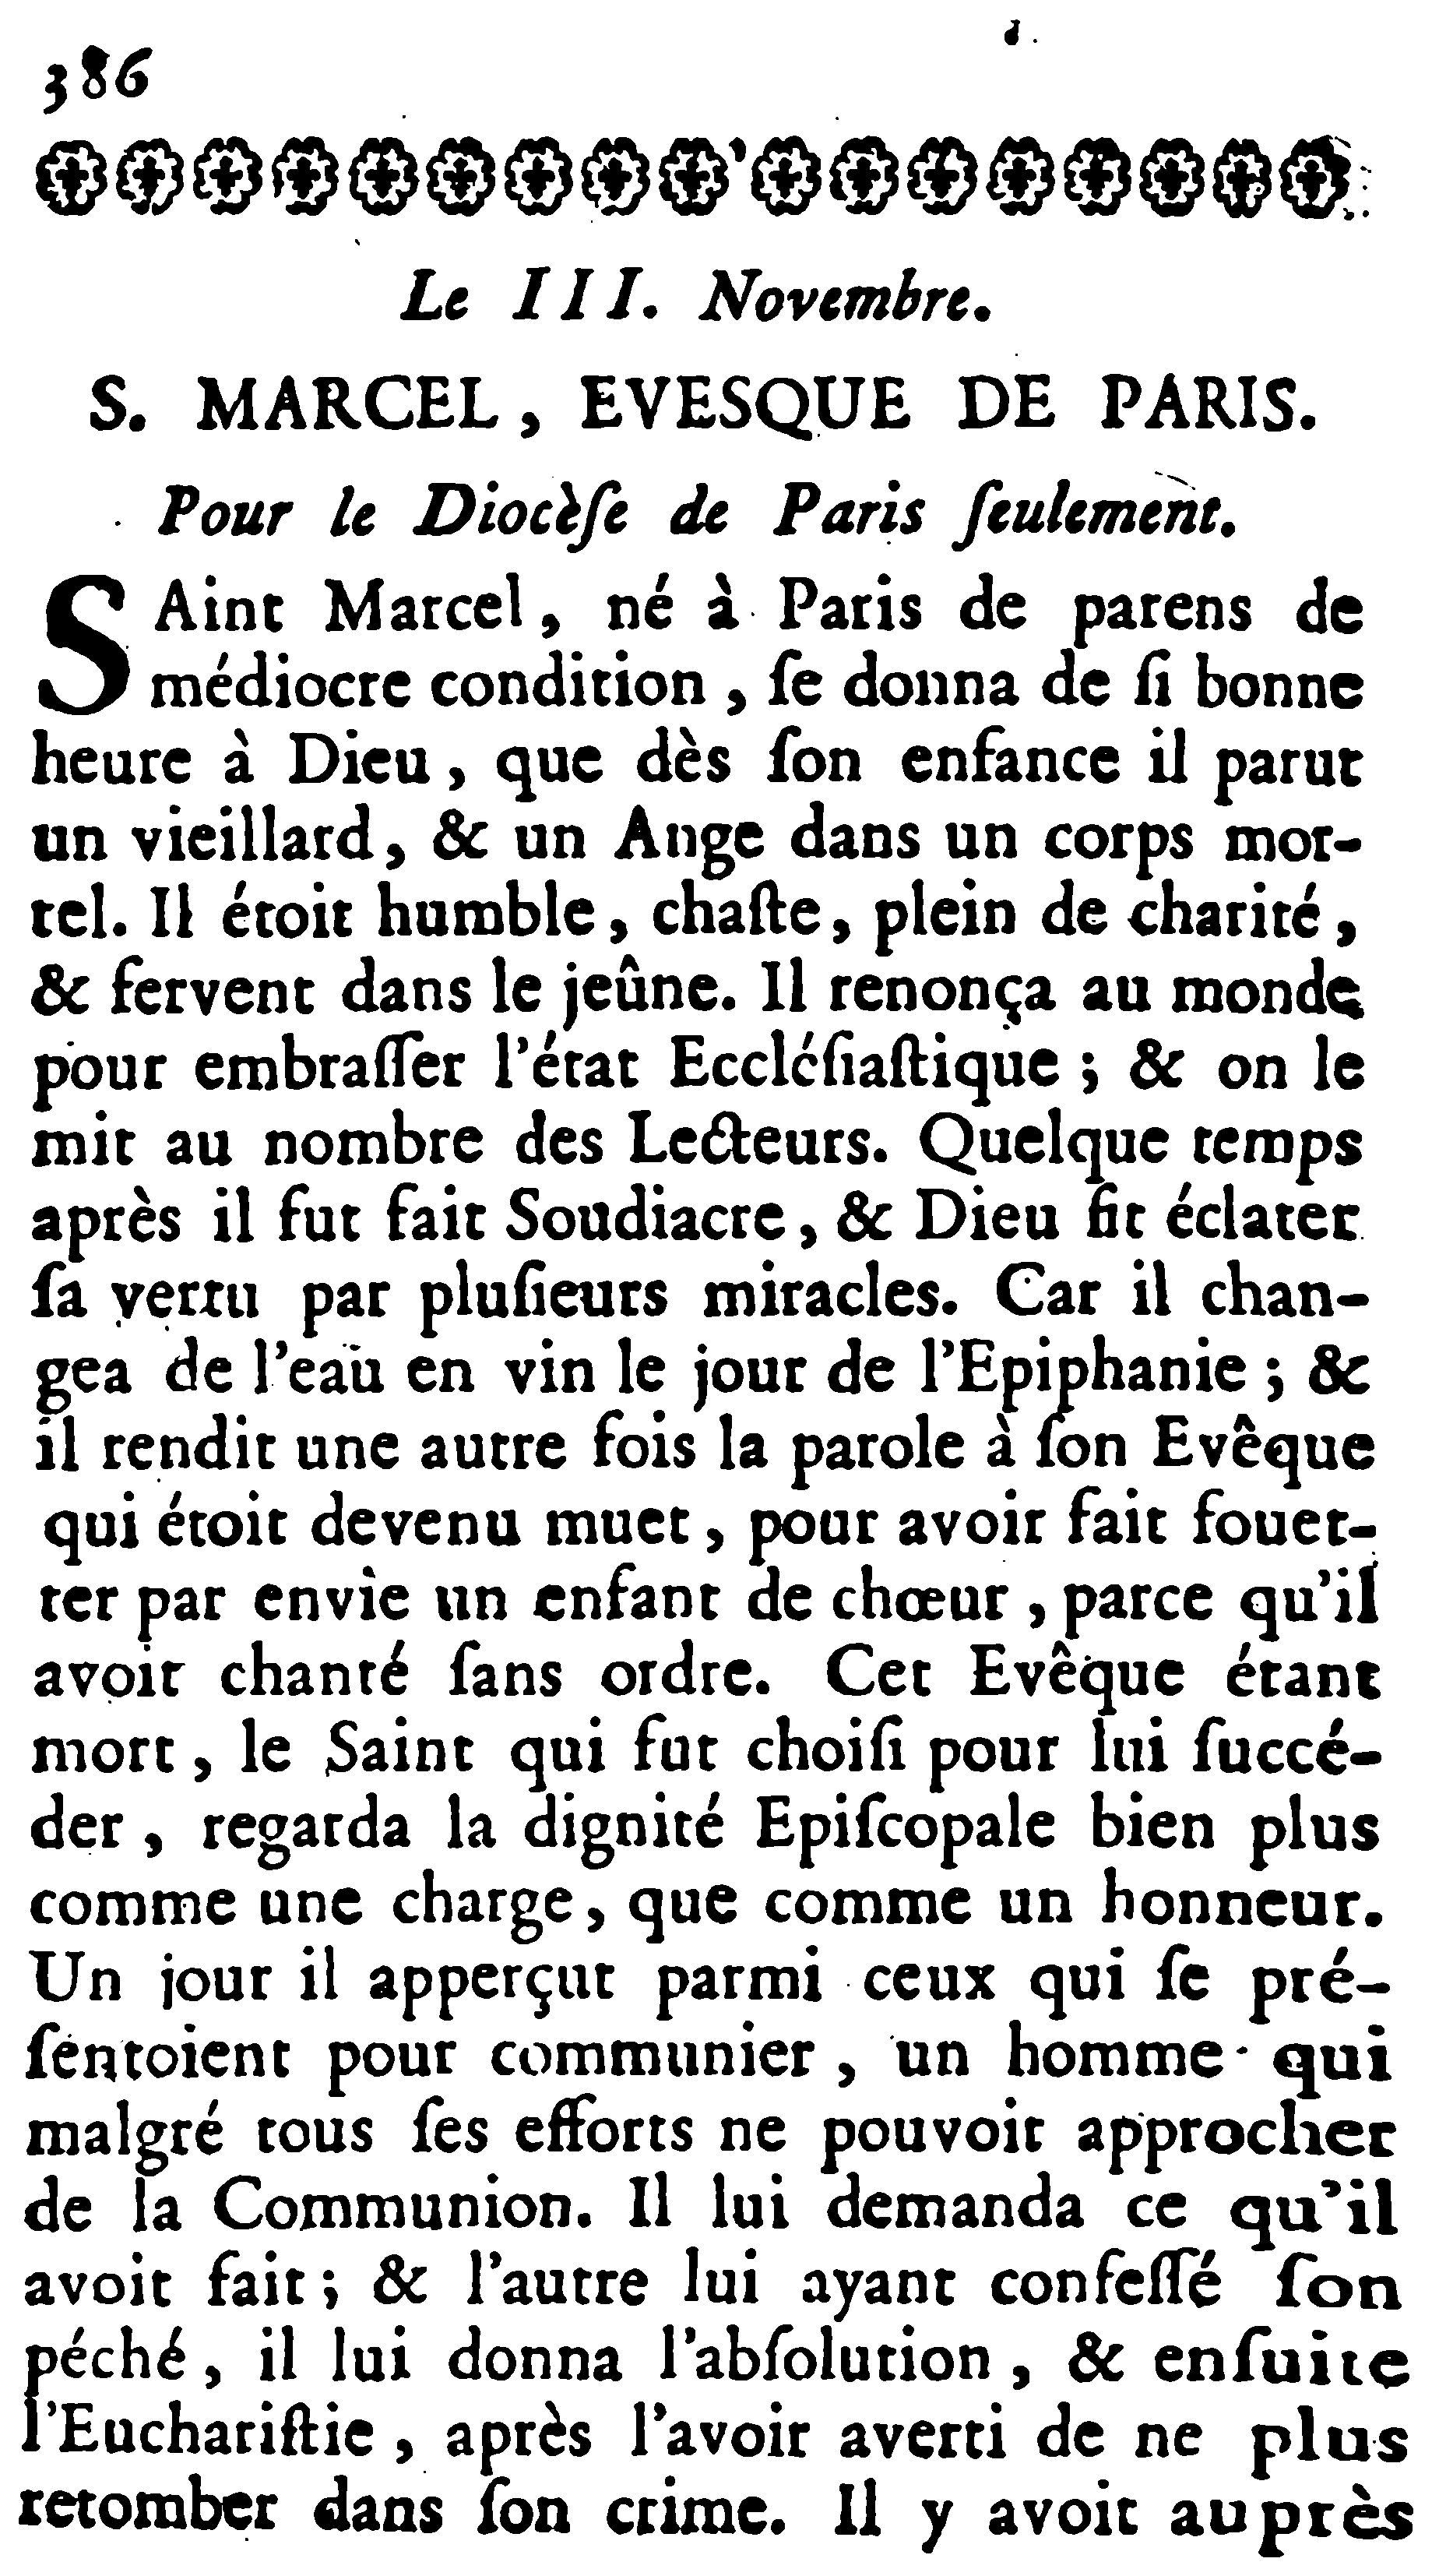 386
Le III. Novembre.
S. MARCEL, EVESQUE DE PARIS.
Pour le Diocèſe de Paris ſeulement.
SAint Marcel, né à Paris de parens de
médiocre condition, ſe donna de ſi bonne
heure à Dieu, que dès ſon enfance il parut
un vieillard, & un Ange dans un corps mor-
tel. Il étoit humble, chaſte, plein de charité,
& fervent dans le jeûne. Il renonça au monde
pour embraſſer l'état Eccléſiaſtique; & on le
mit au nombre des Lecteurs. Quelque temps
après il fut fait Soudiacre, & Dieu fit éclater
ſa vertu par pluſieurs miracles. Car il chan-
gea de l'eau en vin le jour de l'Epiphanie; &
il rendit une autre fois la parole à ſon Evêque
qui étoit devenu muet, pour avoir fait fouet-
ter par envie un enfant de chœur, parce qu'il
avoit chanté ſans ordre. Cet Evêque étant
mort, le Saint qui fut choiſi pour lui ſuccé-
der, regarda la dignité Epiſcopale bien plus
comme une charge, que comme un honneur.
Un jour il apperçut parmi ceux qui ſe pré-
ſentoient pour communier, un homme qui
malgré tous ſes efforts ne pouvoit approcher
de la Communion. Il lui demanda ce qu'il
avoit fait; & l'autre lui ayant confeſſé ſon
péché, il lui donna l'abſolution, & enſuite
l'Euchariſtie, après l'avoir averti de ne plus
retomber dans ſon crime. Il y avoit auprès